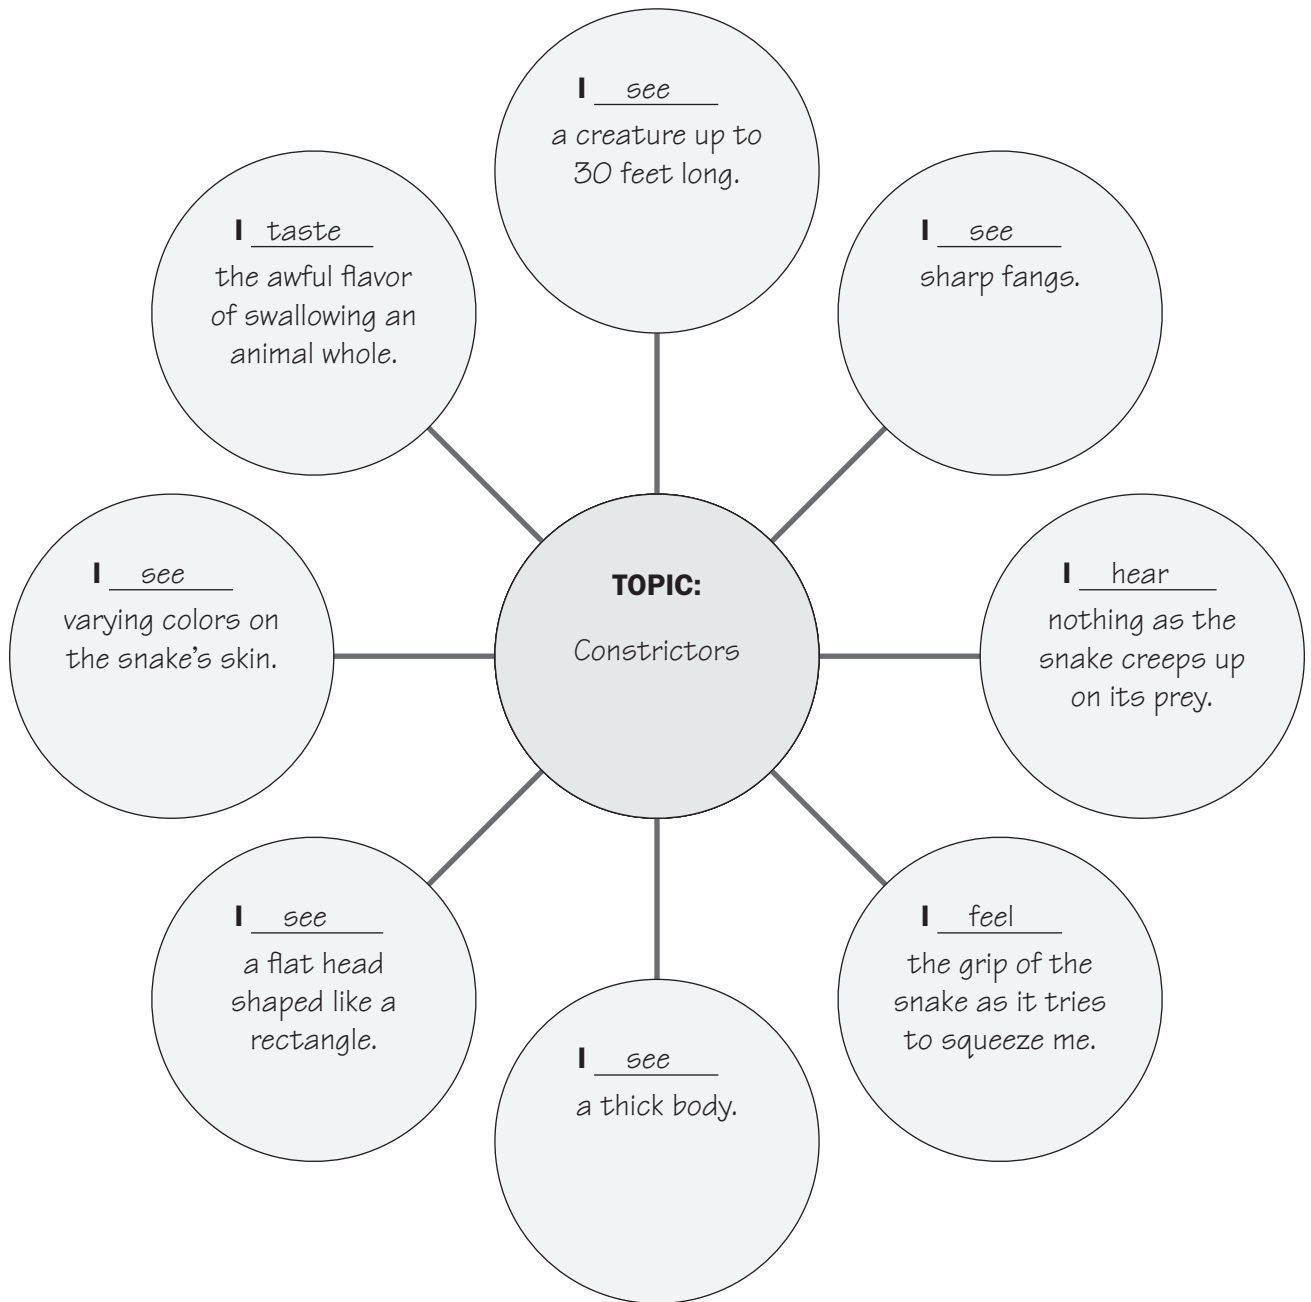 I see
a creature up to
30 feet long.
I see
sharp fangs.
I hear
nothing as the
snake creeps up
on its prey.
I feel
the grip of the
snake as it tries
to squeeze me.
I see
a thick body.
I see
a flat head
shaped like a
rectangle.
I see
varying colors on
the snake's skin.
I taste
the awful flavor
of swallowing an
animal whole.
TOPIC:
Constrictors